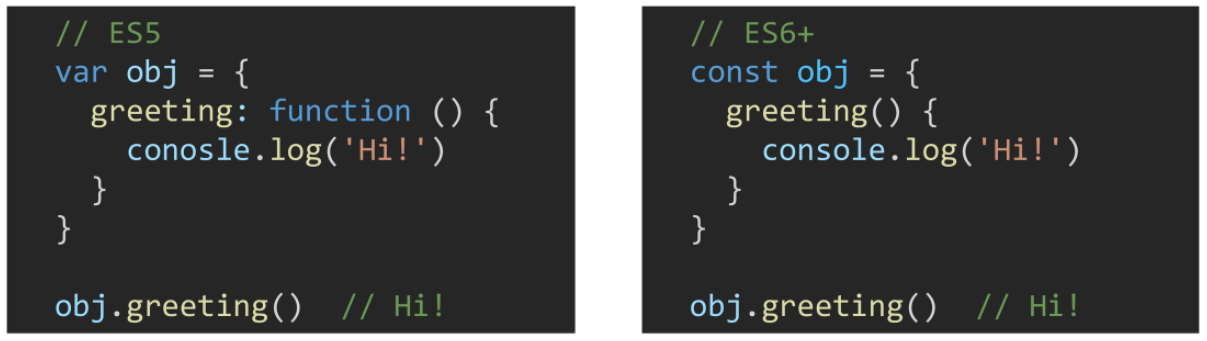 // ES5
var obj = {
  greeting: function () {
    conosle.log('Hi!')
  }
}
obj.greeting()  // Hi!
// ES6+
const obj = {
  greeting() {
    console.log('Hi!')
  }
}
obj.greeting()  // Hi!